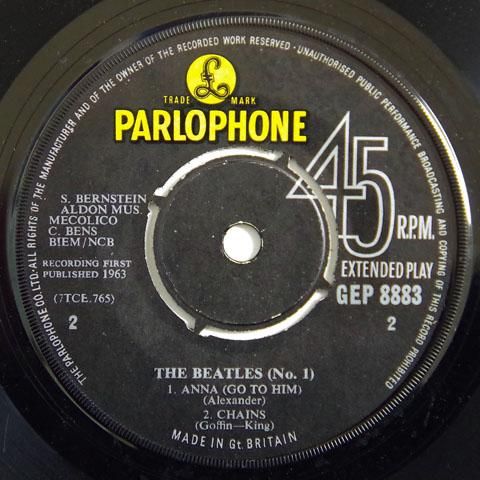 THE PARLOPHONE CO. LTD. ALL RIGHTS OF THE MANUFACTURER AND OF THE OWNER OF THE RECORDED WORK RESERVED · UNAUTHORISED PUBLIC PERFORMANCE BROADCASTING AND COPYING OF THIS RECORD PROHIBITED
£
TRADE MARK
PARLOPHONE
45
R.P.M.
EXTENDED PLAY
GEP 8883
2
S. BERNSTEIN
ALDON MUS.
MECOLICO
C. BENS
BIEM/NCB
RECORDING FIRST
PUBLISHED 1963
(7TCE.765)
2
THE BEATLES (No. 1)
1. ANNA (GO TO HIM)
(Alexander)
2. CHAINS
(Goffin—King)
MADE IN Gt. BRITAIN